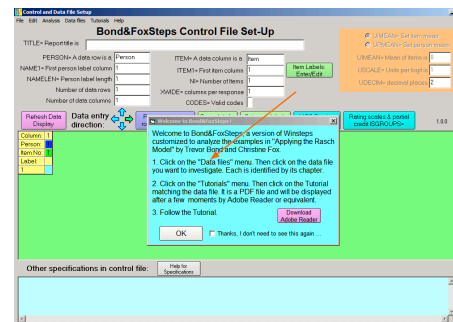 Control and Data File Setup
File Edit Analysis Data files Tutorials Help
Bond&FoxSteps Control File Set-Up
TITLE= Report title is
UMEAN= Set item mean
UPMEAN= Set person mean
PERSON= A data row is a Person
ITEM= A data column is a Item
UIMEAN= Mean of items is
NAME1= First person label column 1
ITEM1= First item column 1
Item Labels: Enter/Edit
NAMELEN= Person label length 1
NI= Number of Items 1
USCALE= Units per logit is
Number of data rows 1
XWIDE= columns per response 1
UDECIM= decimal places 2
Number of data columns 1
CODES= Valid codes
Refresh Data Display
Data entry direction:
Rating scales & partial credit ISGROUPS=
1.0.0
Column: 1
Person: 1
Item No: 1
Label:
1
Welcome to Bond&FoxSteps!
Welcome to Bond&FoxSteps, a version of Winsteps
customized to analyze the examples in "Applying the Rasch
Model" by Trevor Bond and Christine Fox.
1. Click on the "Data files" menu. Then click on the data file
you want to investigate. Each is identified by its chapter.
2. Click on the "Tutorials" menu. Then click on the Tutorial
matching the data file. It is a PDF file and will be displayed
after a few moments by Adobe Reader or equivalent.
3. Follow the Tutorial.
Download
Adobe Reader
OK
Thanks, I don't need to see this again ...
Other specifications in control file:
Help for
Specifications